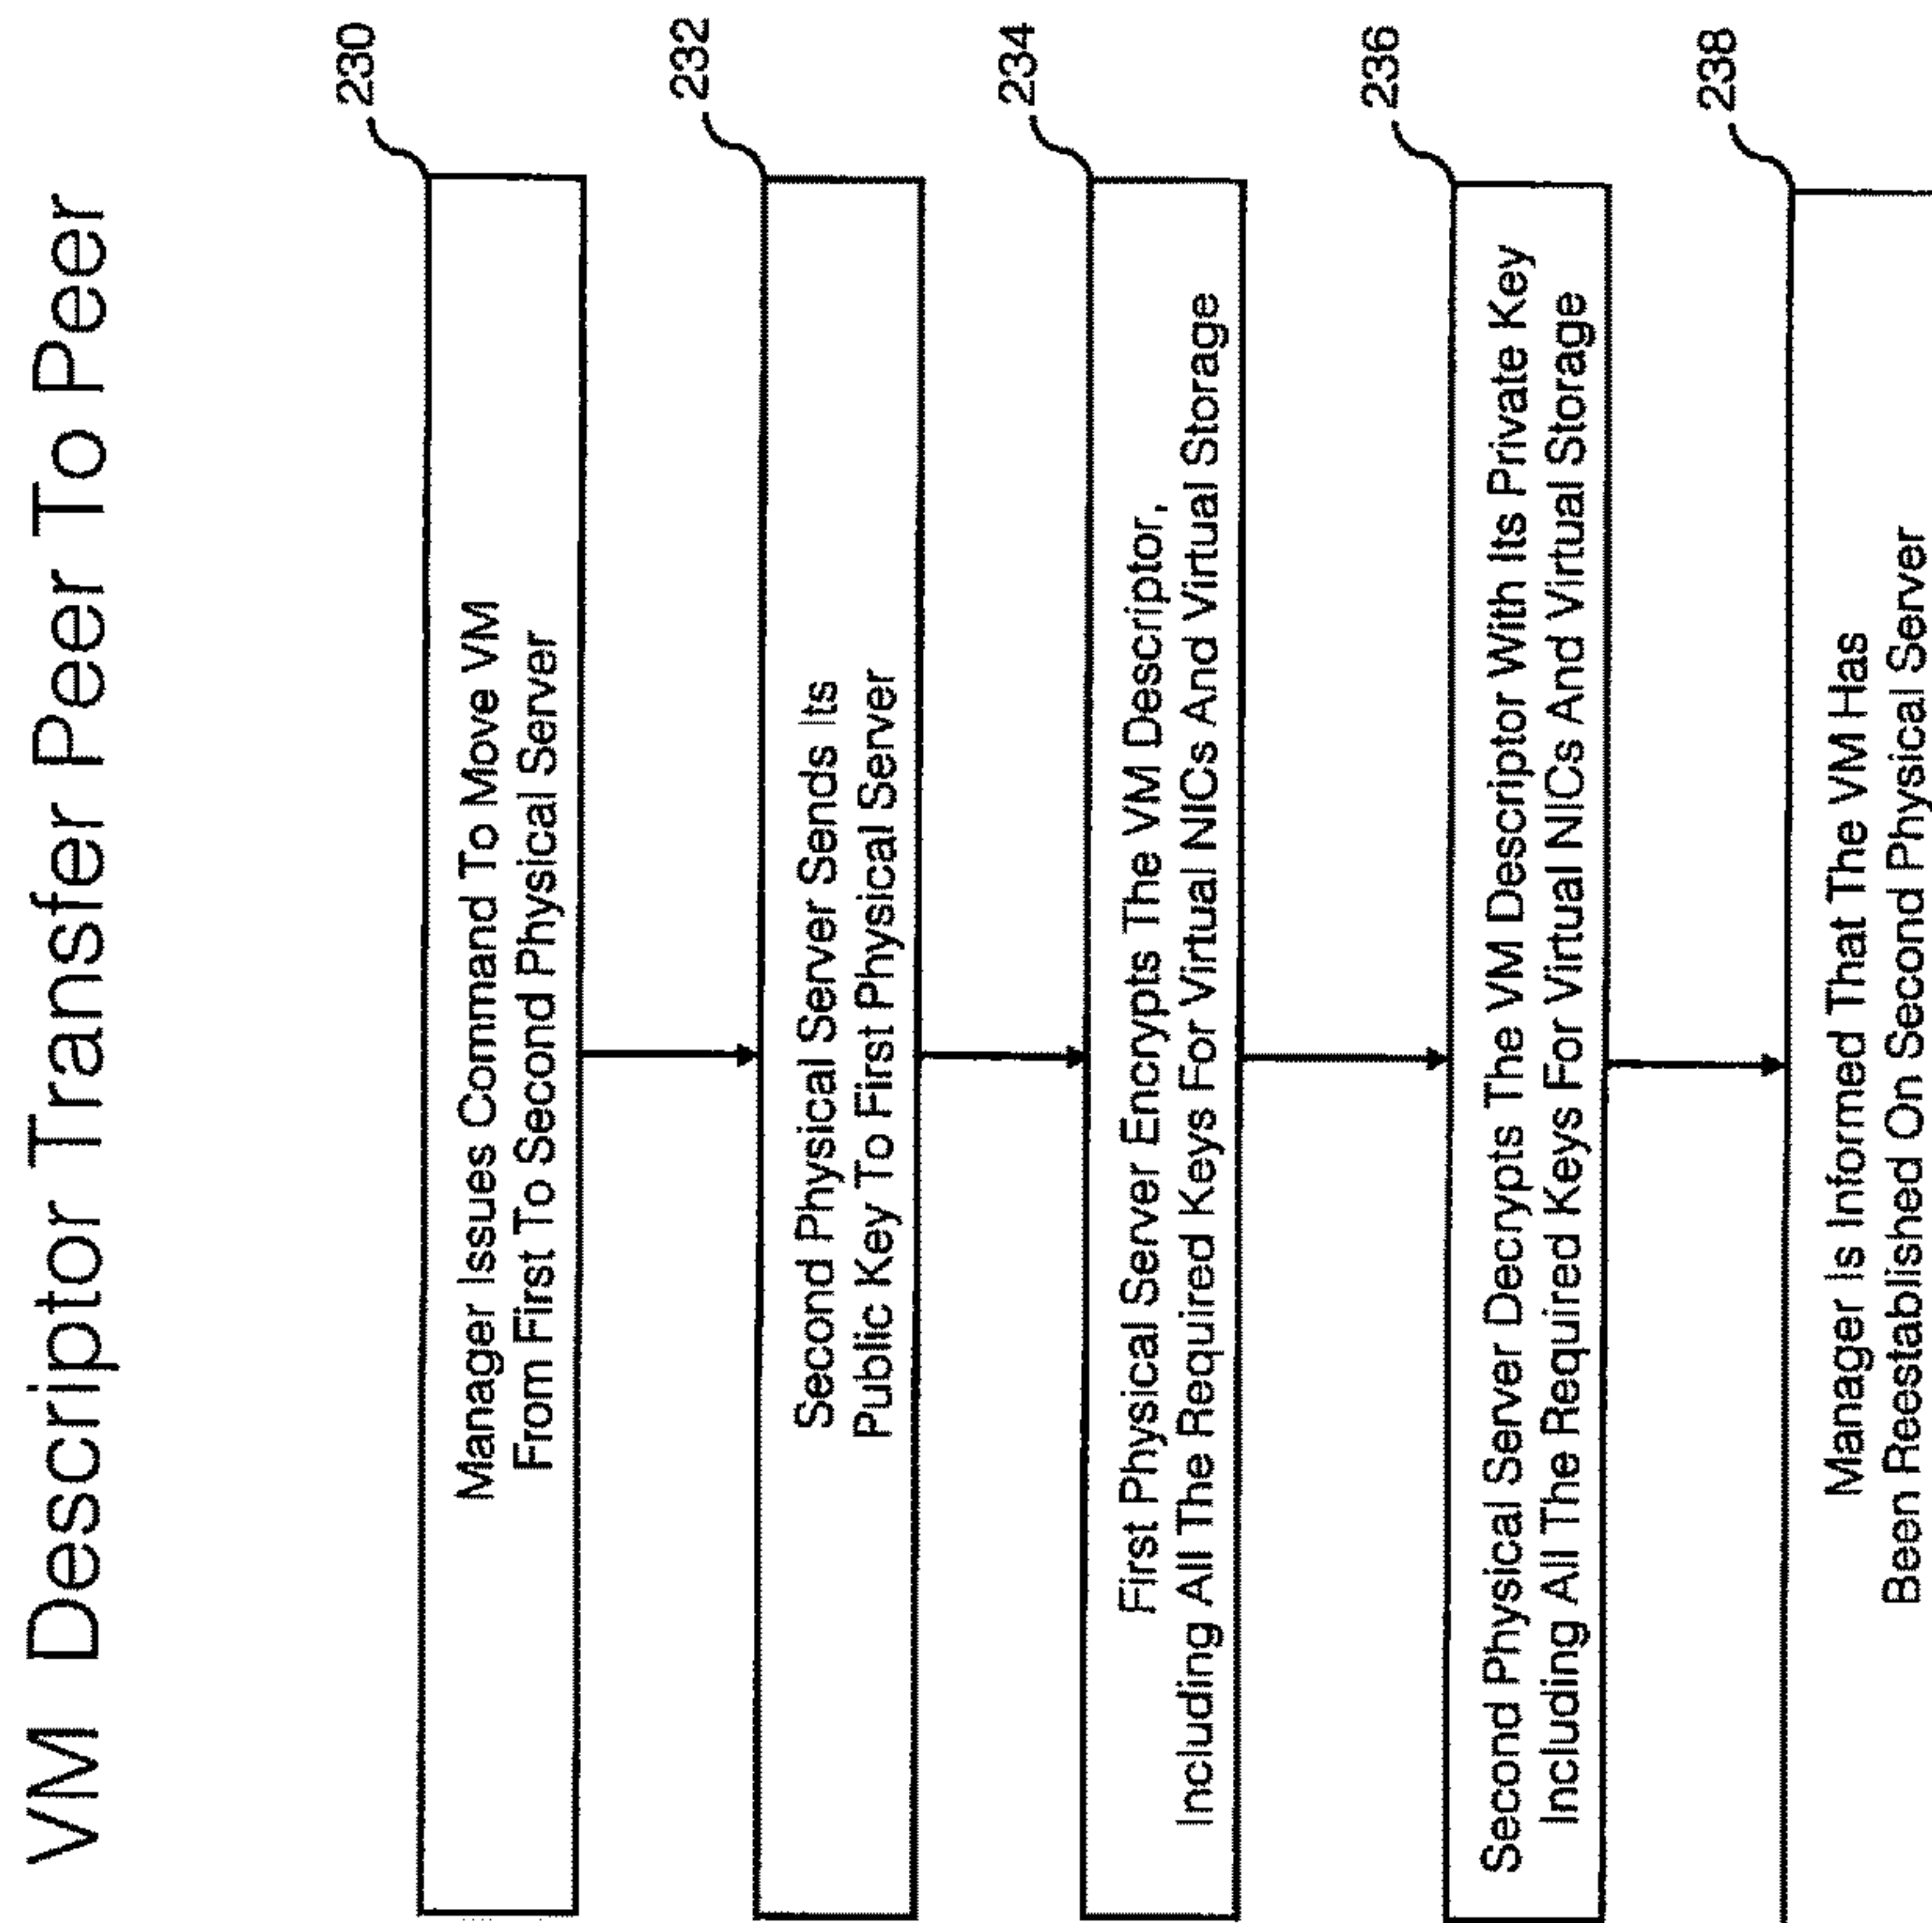 VM Descriptor Transfer Peer To Peer
230
Manager Issues Command To Move VM
From First To Second Physical Server
232
Second Physical Server Sends Its
Public Key To First Physical Server
234
First Physical Server Encrypts The VM Descriptor,
Including All The Required Keys For Virtual NICs And Virtual Storage
236
Second Physical Server Decrypts The VM Descriptor With Its Private Key
Including All The Required Keys For Virtual NICs And Virtual Storage
238
Manager Is Informed That The VM Has
Been Reestablished On Second Physical Server